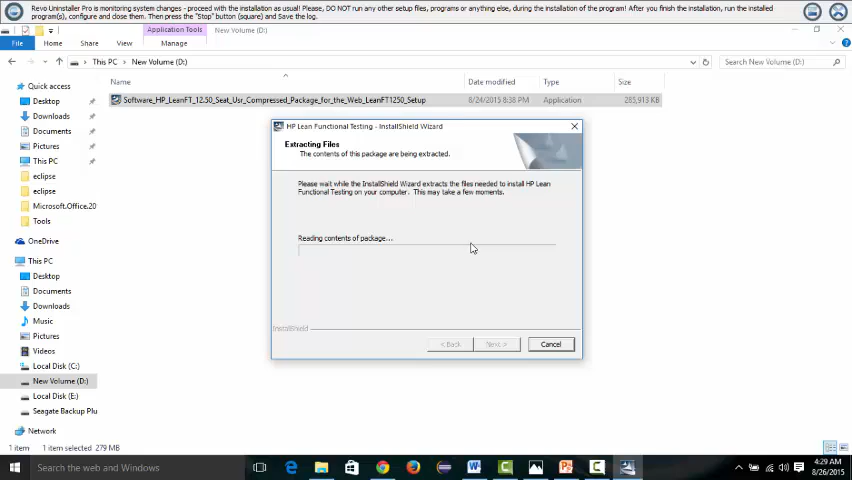 Revo Uninstaller Pro is monitoring system changes - proceed with the installation as usual! Please, DO NOT run any other setup files, programs or anything else, during the installation of the program! After you finish the installation, run the installed
program(s), configure and close them. Then press the "Stop" button (square) and Save the log.
Application Tools
New Volume (D:)
File
Home
Share
View
Manage
This PC
New Volume (D:)
Search New Volume (D:)
Name
Date modified
Type
Size
Software_HP_LeanFT_12.50_Seat_Usr_Compressed_Package_for_the_Web_LeanFT1250_Setup
8/24/2015 8:38 PM
Application
285,913 KB
Quick access
Desktop
Downloads
Documents
Pictures
This PC
eclipse
eclipse
Microsoft.Office.20
Tools
OneDrive
This PC
Desktop
Documents
Downloads
Music
Pictures
Videos
Local Disk (C:)
New Volume (D:)
Local Disk (E:)
Seagate Backup Plu
Network
HP Lean Functional Testing - InstallShield Wizard
Extracting Files
The contents of this package are being extracted.
Please wait while the InstallShield Wizard extracts the files needed to install HP Lean
Functional Testing on your computer. This may take a few moments.
Reading contents of package...
InstallShield
< Back
Next >
Cancel
1 item
1 item selected 279 MB
Search the web and Windows
4:29 AM
8/26/2015